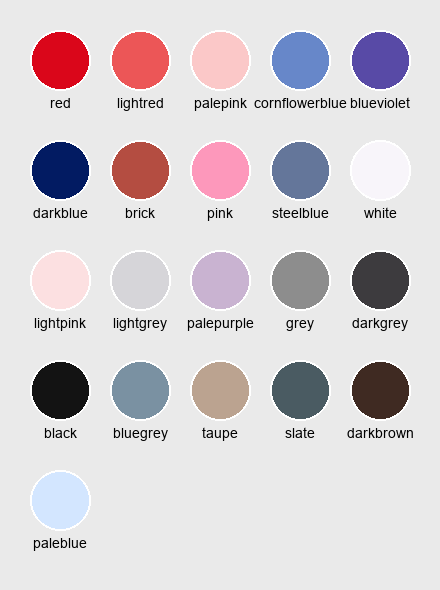 red lightred palepink cornflowerblue blueviolet
darkblue brick pink steelblue white
lightpink lightgrey palepurple grey darkgrey
black bluegrey taupe slate darkbrown
paleblue